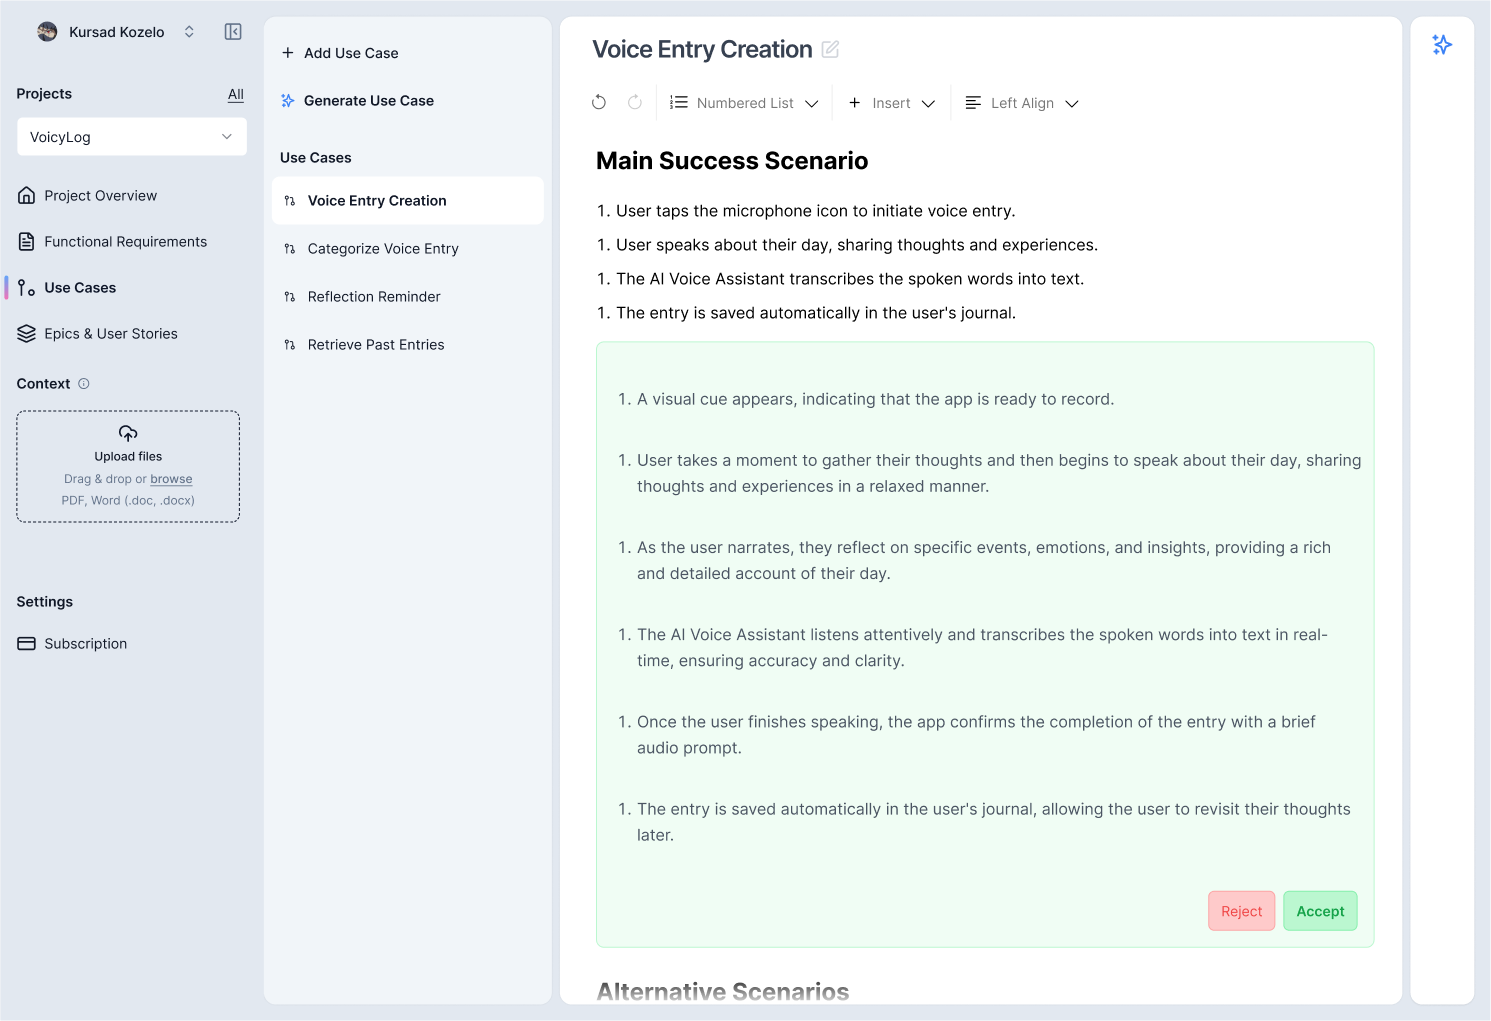 Kursad Kozelo
Projects
All
VoicyLog
Project Overview
Functional Requirements
Use Cases
Epics & User Stories
Context
Upload files
Drag & drop or browse
PDF, Word (.doc, .docx)
Settings
Subscription
Add Use Case
Generate Use Case
Use Cases
Voice Entry Creation
Categorize Voice Entry
Reflection Reminder
Retrieve Past Entries
Voice Entry Creation
Numbered List
Insert
Left Align
Main Success Scenario
1. User taps the microphone icon to initiate voice entry.
1. User speaks about their day, sharing thoughts and experiences.
1. The AI Voice Assistant transcribes the spoken words into text.
1. The entry is saved automatically in the user's journal.
1. A visual cue appears, indicating that the app is ready to record.
1. User takes a moment to gather their thoughts and then begins to speak about their day, sharing
thoughts and experiences in a relaxed manner.
1. As the user narrates, they reflect on specific events, emotions, and insights, providing a rich
and detailed account of their day.
1. The AI Voice Assistant listens attentively and transcribes the spoken words into text in real-
time, ensuring accuracy and clarity.
1. Once the user finishes speaking, the app confirms the completion of the entry with a brief
audio prompt.
1. The entry is saved automatically in the user's journal, allowing the user to revisit their thoughts
later.
Reject
Accept
Alternative Scenarios